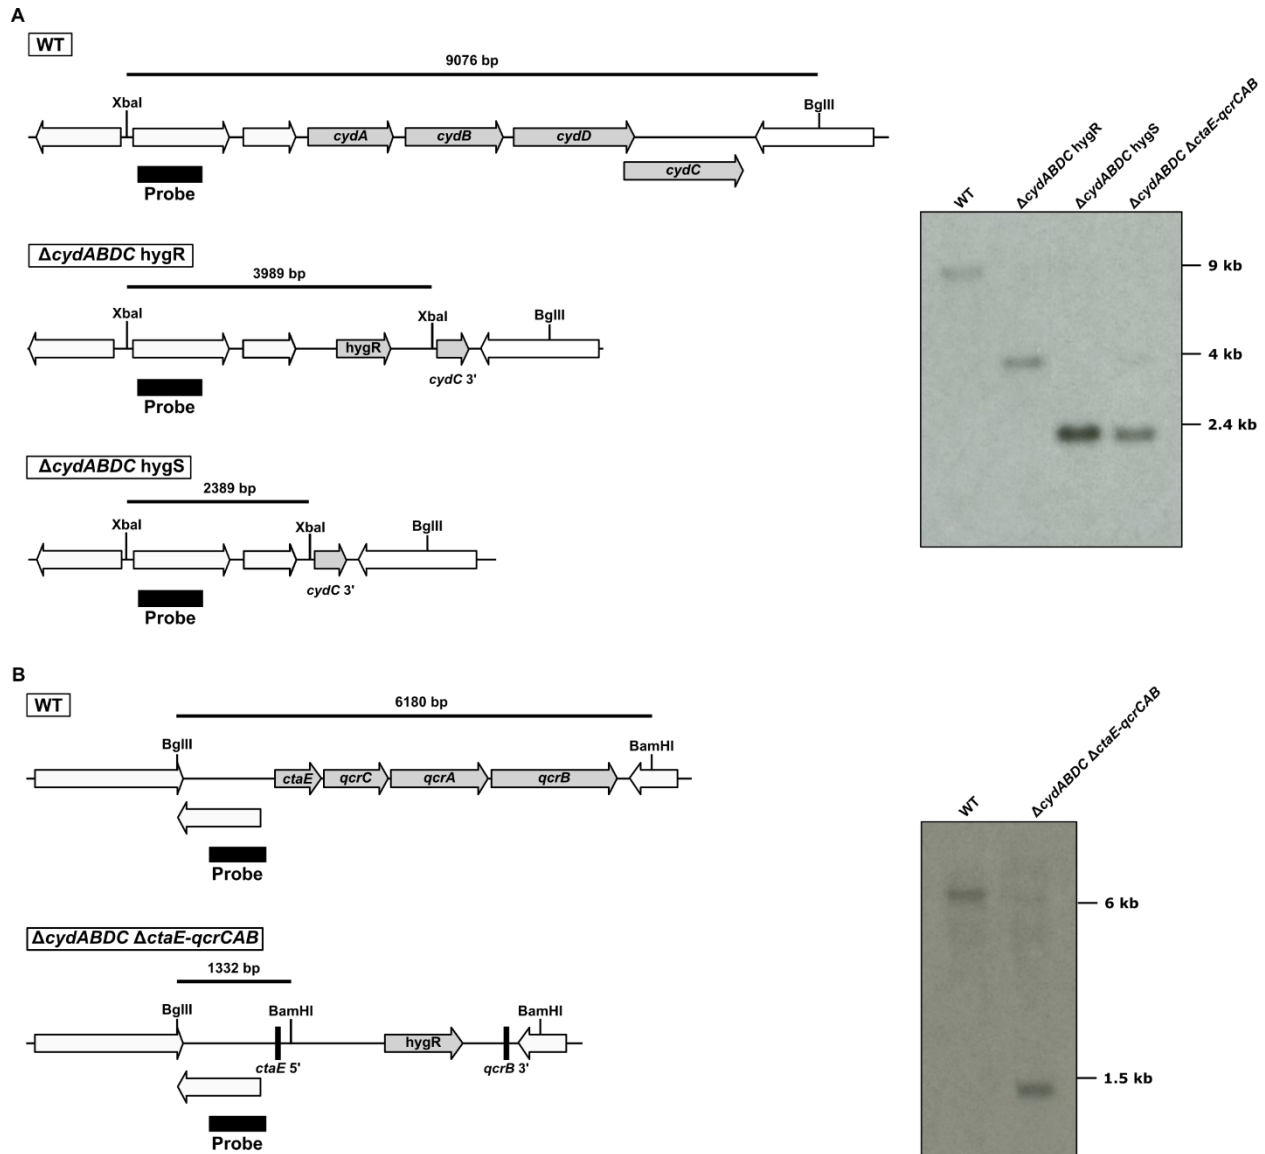 A
WT
9076 bp
XbaI
BglII
cydA
cydB
cydD
cydC
Probe
ΔcydABDC hygR
3989 bp
XbaI
XbaI
BglII
hygR
cydC 3'
Probe
ΔcydABDC hygS
2389 bp
XbaI
XbaI
BglII
cydC 3'
Probe
WT
ΔcydABDC hygR
ΔcydABDC hygS
ΔcydABDC ΔctaE-qcrCAB
9 kb
4 kb
2.4 kb
B
WT
6180 bp
BglII
BamHI
ctaE
qcrC
qcrA
qcrB
Probe
ΔcydABDC ΔctaE-qcrCAB
1332 bp
BglII
BamHI
BamHI
hygR
ctaE 5'
qcrB 3'
Probe
WT
ΔcydABDC ΔctaE-qcrCAB
6 kb
1.5 kb